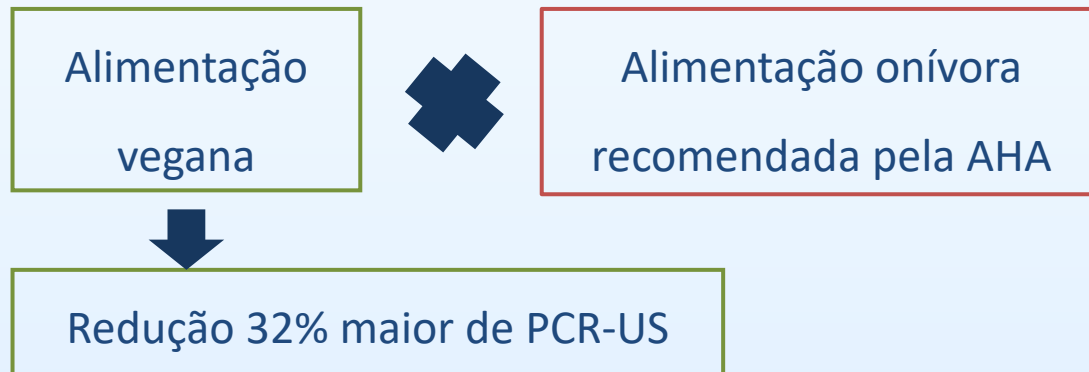 Alimentação
vegana
Alimentação onívora
recomendada pela AHA
Redução 32% maior de PCR-US